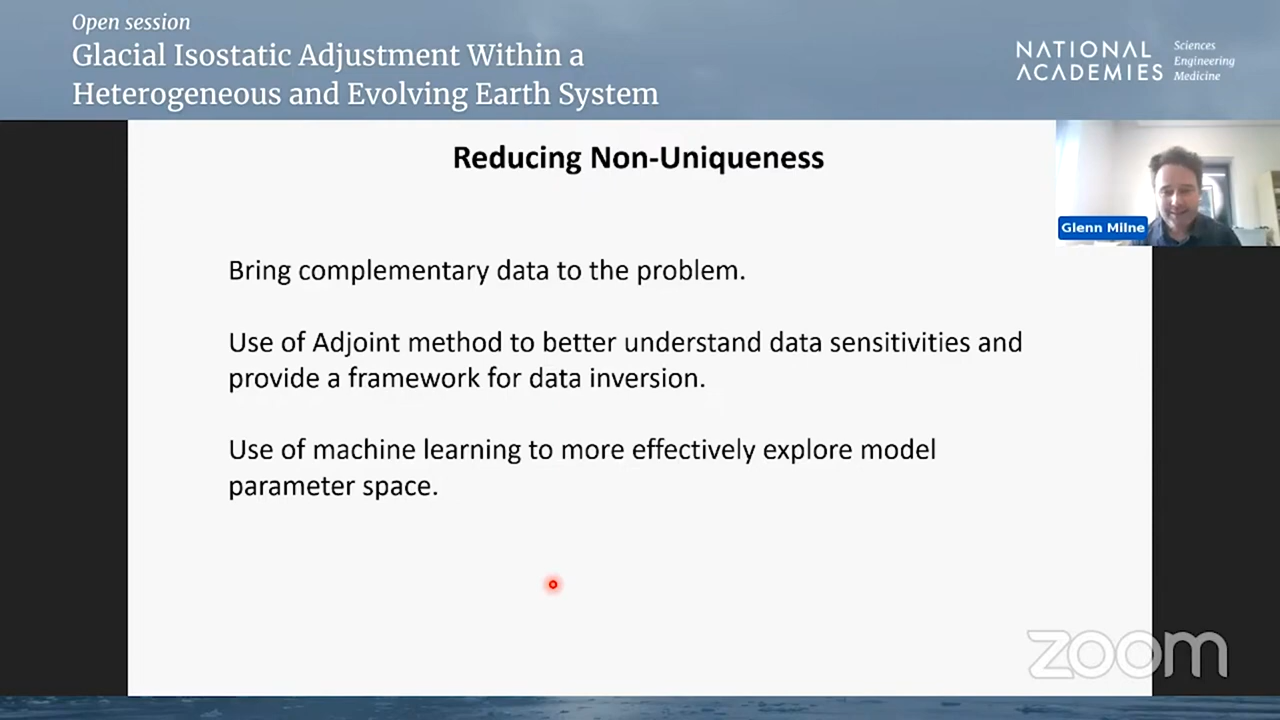 Open session
Glacial Isostatic Adjustment Within a
Heterogeneous and Evolving Earth System
NATIONAL
ACADEMIES
Sciences
Engineering
Medicine
Reducing Non-Uniqueness
Glenn Milne
Bring complementary data to the problem.
Use of Adjoint method to better understand data sensitivities and
provide a framework for data inversion.
Use of machine learning to more effectively explore model
parameter space.
zoom